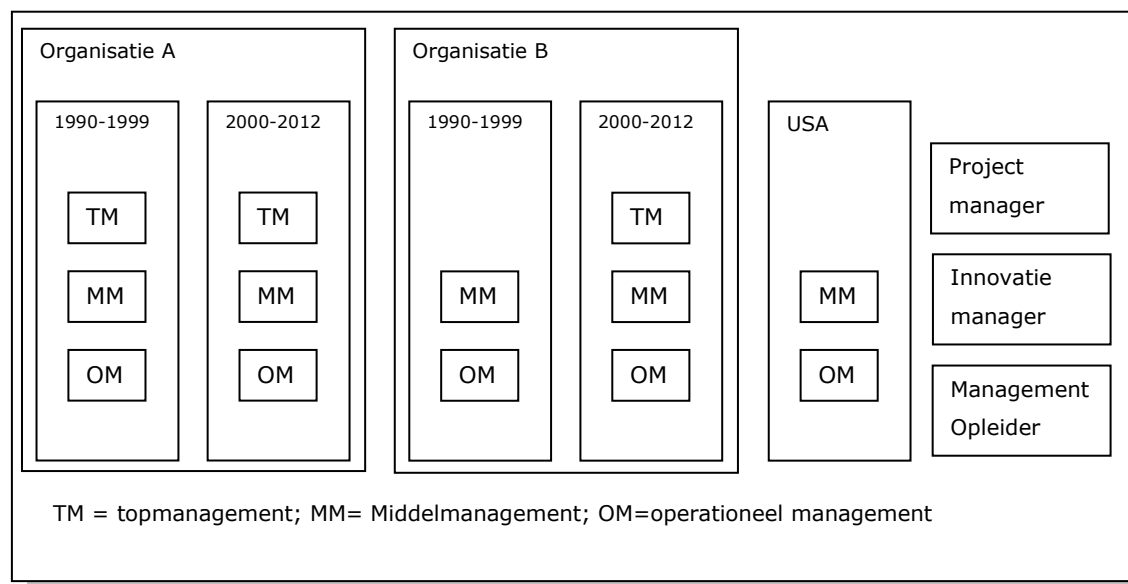 Organisatie A
Organisatie B
1990-1999
2000-2012
1990-1999
2000-2012
USA
Project
manager
TM
TM
TM
Innovatie
manager
MM
MM
MM
MM
MM
OM
OM
OM
OM
OM
Management
Opleider
TM = topmanagement; MM= Middelmanagement; OM=operationeel management